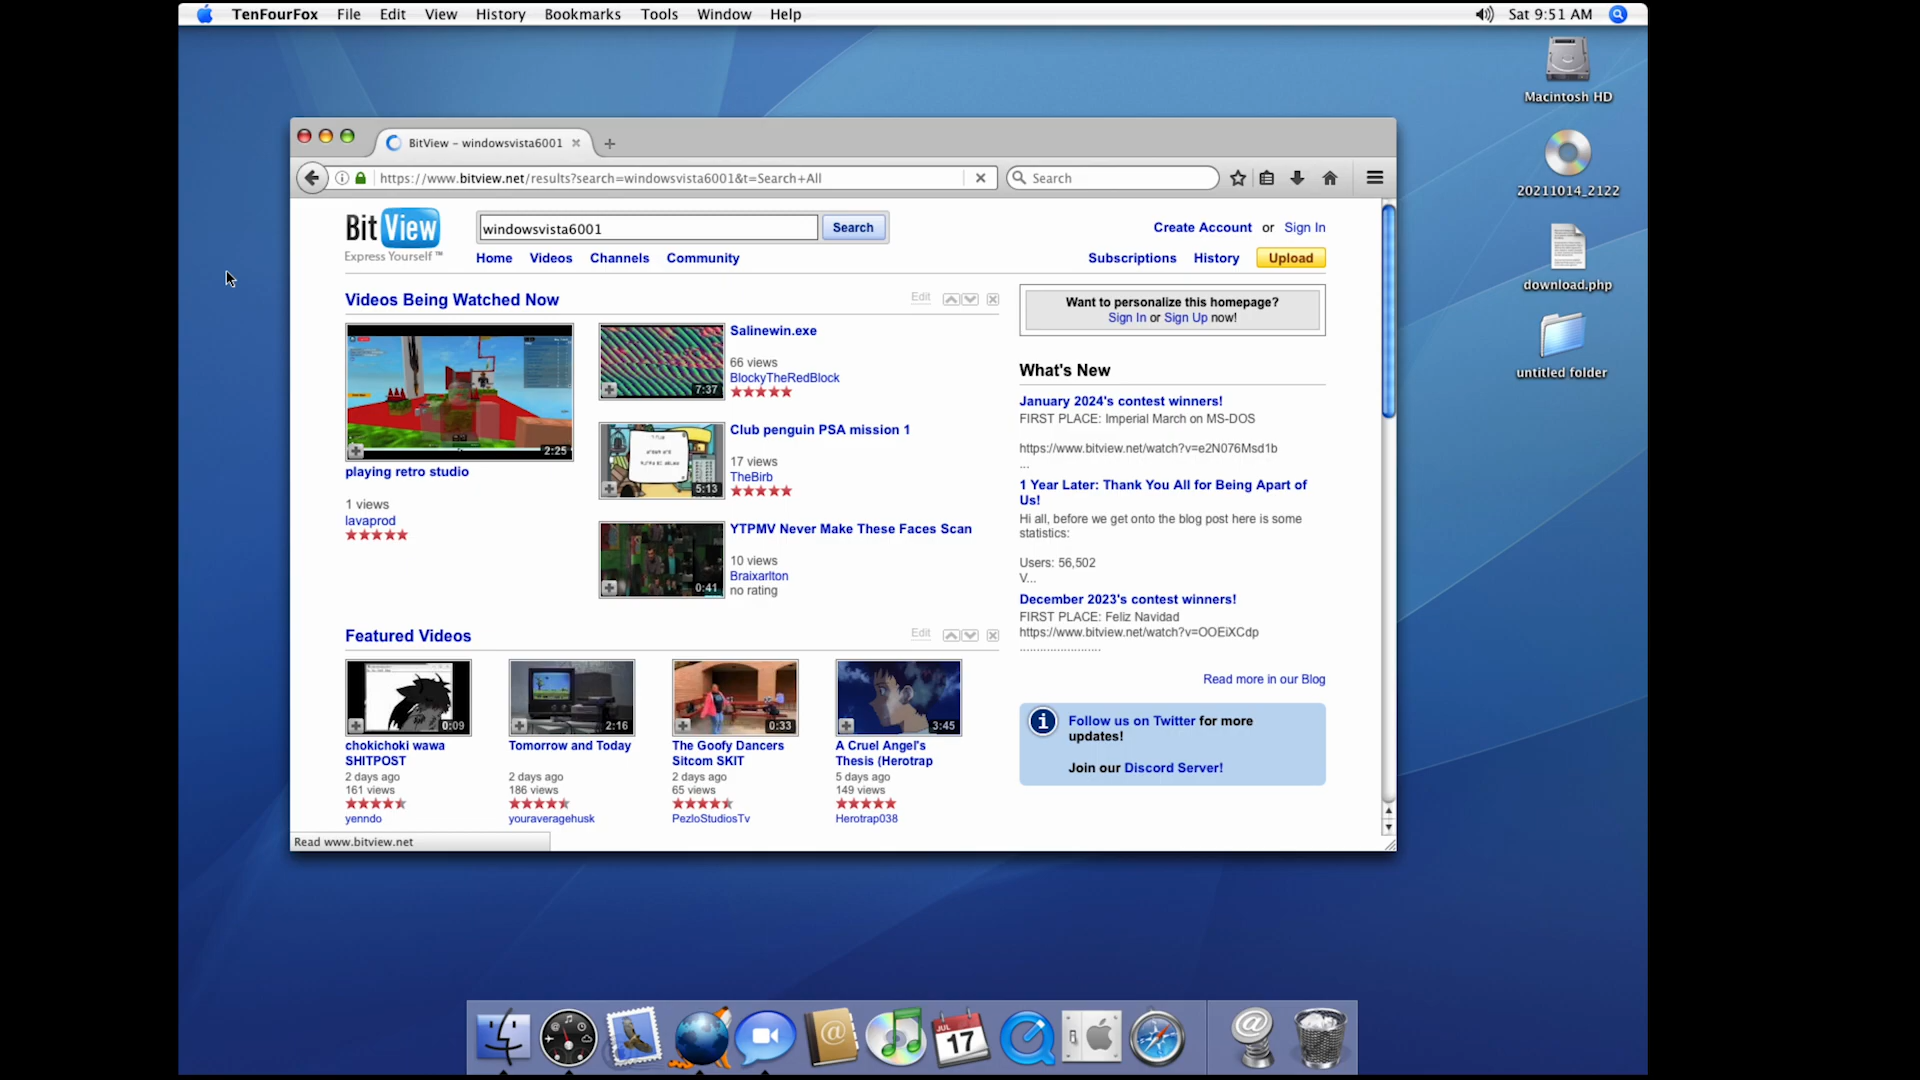 TenFourFox File Edit View History Bookmarks Tools Window Help
Sat 9:51 AM
Macintosh HD
20211014_2122
download.php
untitled folder
BitView - windowsvista6001
https://www.bitview.net/results?search=windowsvista6001&t=Search+All
Search
BitView
Express Yourself™
windowsvista6001
Search
Create Account or Sign In
Home Videos Channels Community
Subscriptions History Upload
Videos Being Watched Now
Edit
2:25
playing retro studio
1 views
lavaprod
7:37
Salinewin.exe
66 views
BlockyTheRedBlock
5:13
Club penguin PSA mission 1
17 views
TheBirb
0:41
YTPMV Never Make These Faces Scan
10 views
Braixarlton
no rating
Want to personalize this homepage?
Sign In or Sign Up now!
What's New
January 2024's contest winners!
FIRST PLACE: Imperial March on MS-DOS
https://www.bitview.net/watch?v=e2N076Msd1b
...
1 Year Later: Thank You All for Being Apart of
Us!
Hi all, before we get onto the blog post here is some
statistics:
Users: 56,502
V...
December 2023's contest winners!
FIRST PLACE: Feliz Navidad
https://www.bitview.net/watch?v=OOEiXCdp
.......................
Read more in our Blog
Follow us on Twitter for more
updates!
Join our Discord Server!
Featured Videos
Edit
0:09
chokichoki wawa
SHITPOST
2 days ago
161 views
yenndo
2:16
Tomorrow and Today
2 days ago
186 views
youraveragehusk
0:33
The Goofy Dancers
Sitcom SKIT
2 days ago
65 views
PezloStudiosTv
3:45
A Cruel Angel's
Thesis (Herotrap
5 days ago
149 views
Herotrap038
Read www.bitview.net
JUL
17